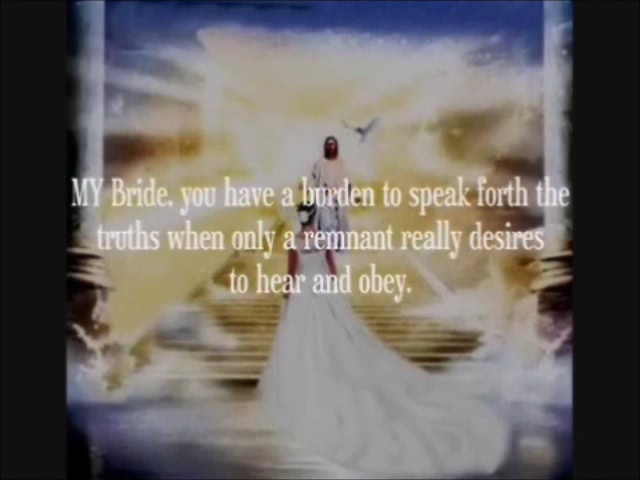 MY Bride, you have a burden to speak forth the
truths when only a remnant really desires
to hear and obey.